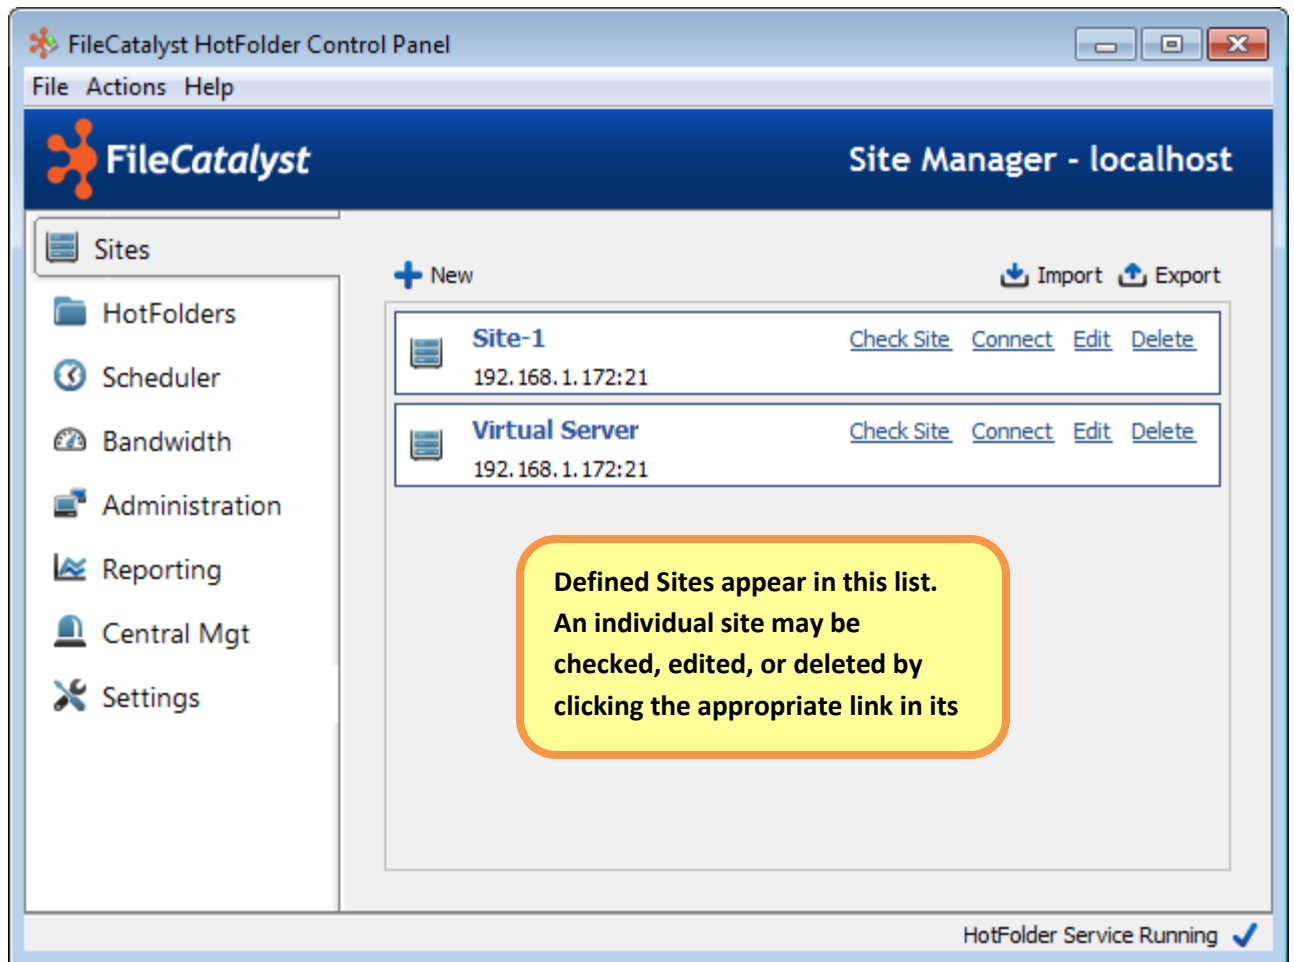 FileCatalyst HotFolder Control Panel
File Actions Help
FileCatalyst
Site Manager - localhost
Sites
HotFolders
Scheduler
Bandwidth
Administration
Reporting
Central Mgt
Settings
New
Import Export
Site-1 Check Site Connect Edit Delete
192.168.1.172:21
Virtual Server Check Site Connect Edit Delete
192.168.1.172:21
Defined Sites appear in this list.
An individual site may be
checked, edited, or deleted by
clicking the appropriate link in its
HotFolder Service Running